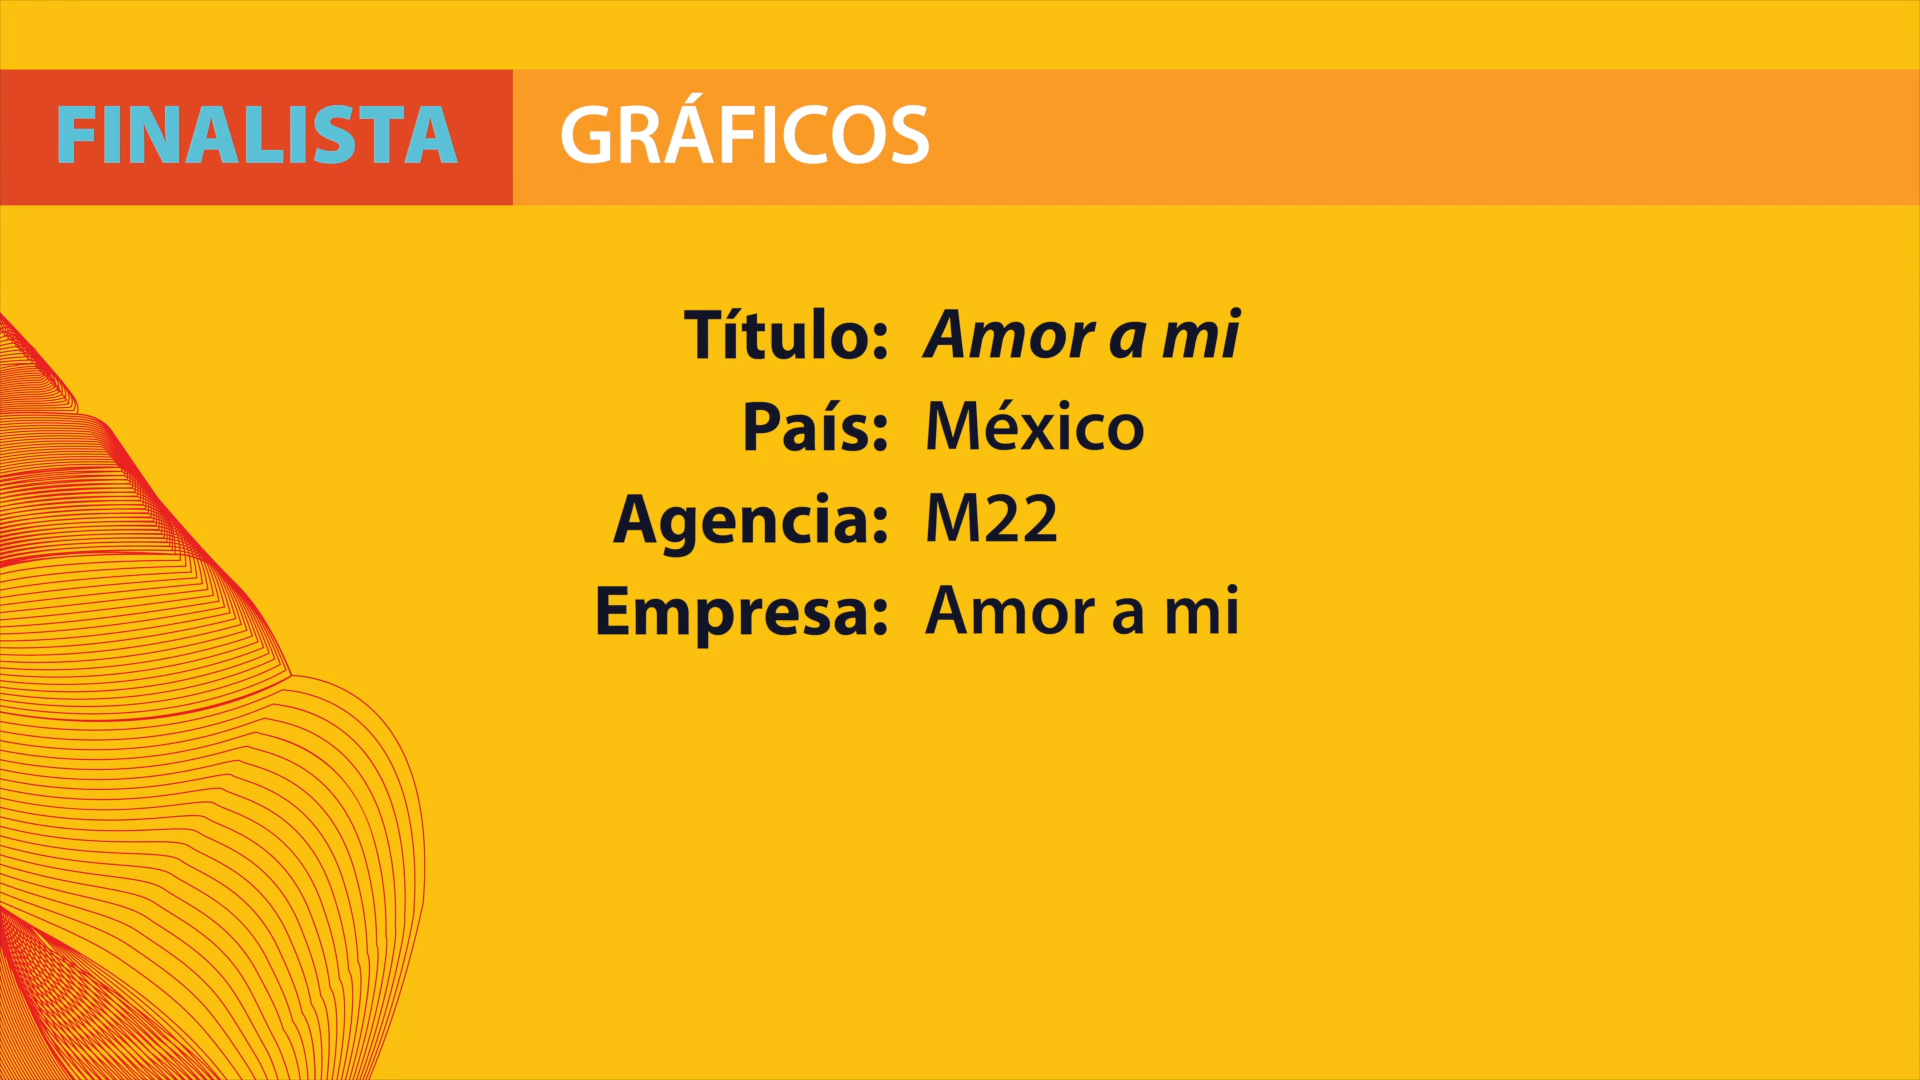 FINALISTA GRÁFICOS
Título: Amor a mi
País: México
Agencia: M22
Empresa: Amor a mi